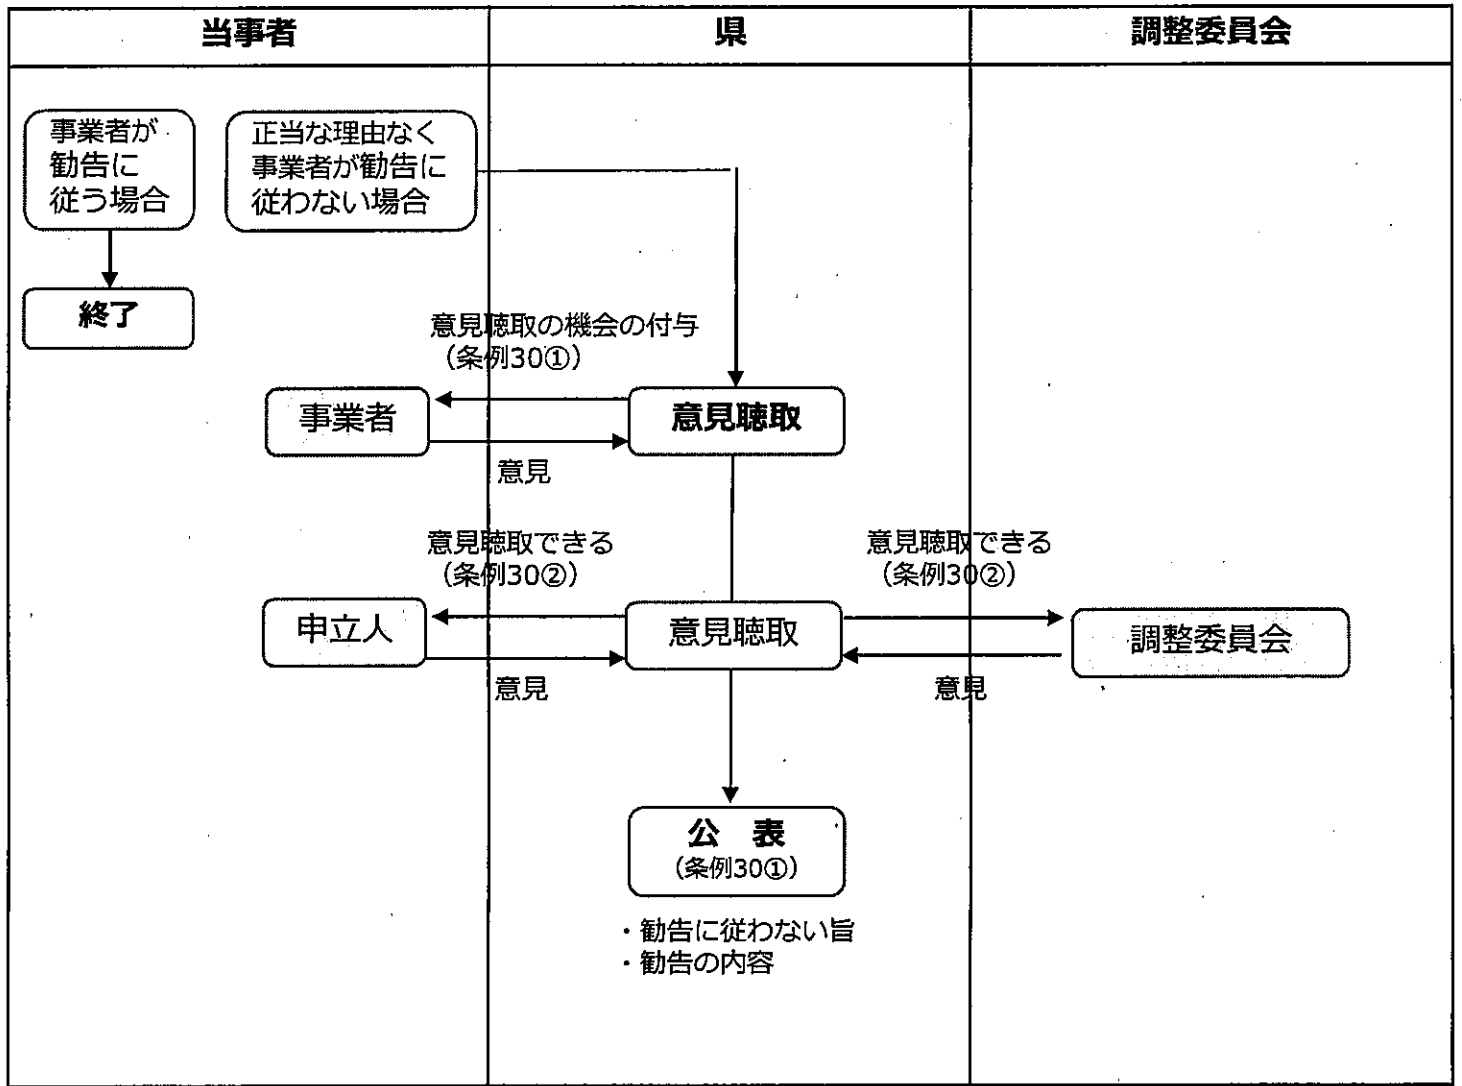 当事者
県
調整委員会
事業者が
勧告に
従う場合
正当な理由なく
事業者が勧告に
従わない場合
終了
意見聴取の機会の付与
（条例30①）
事業者
意見聴取
意見
意見聴取できる
（条例30②）
意見聴取できる
（条例30②）
申立人
意見聴取
調整委員会
意見
意見
公　表
（条例30①）
・勧告に従わない旨
・勧告の内容